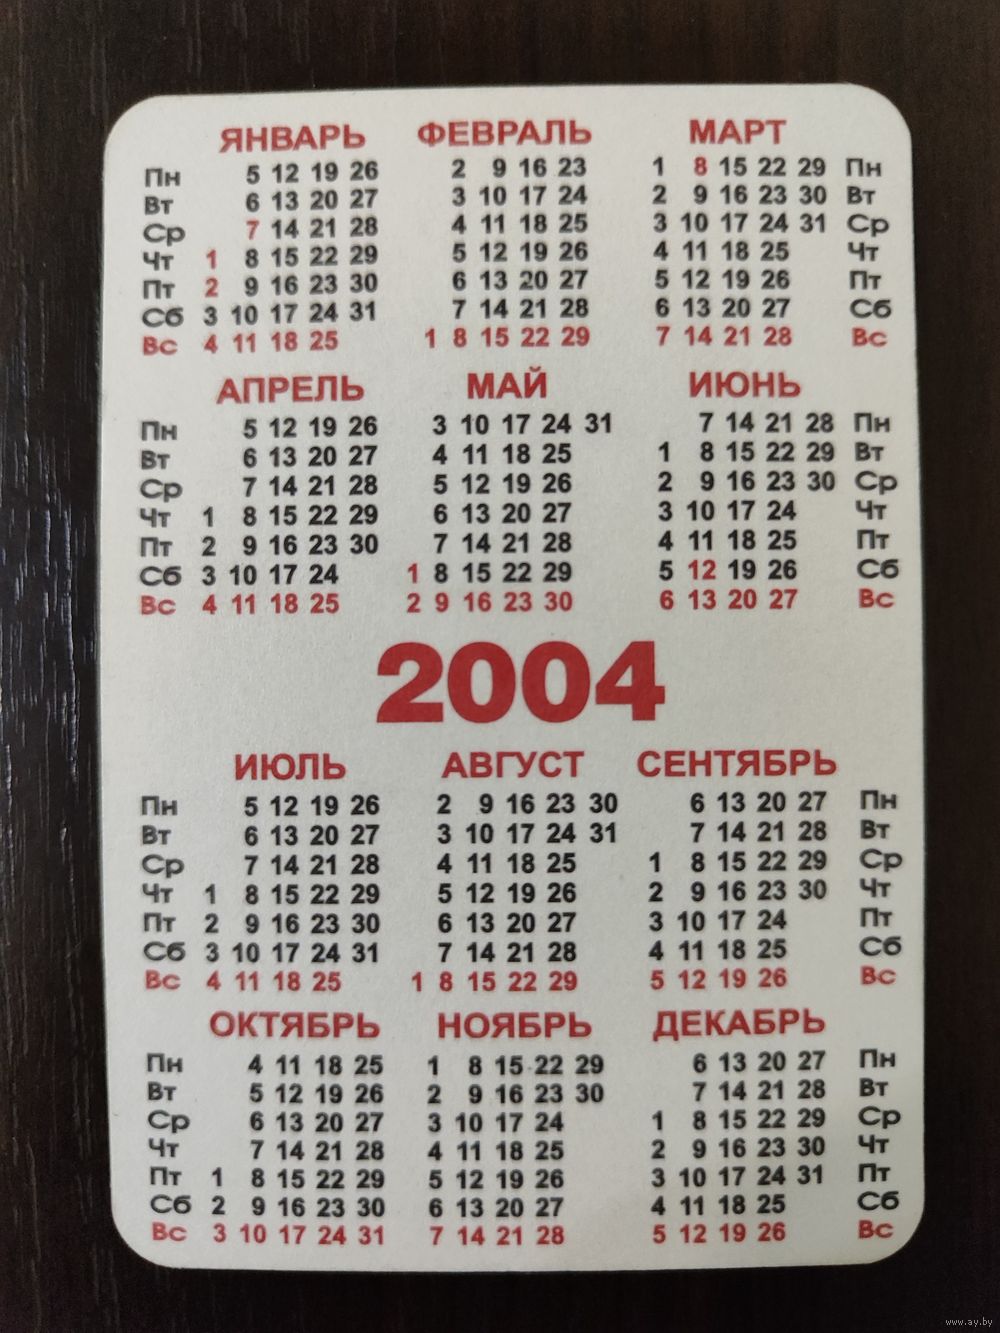 ЯНВАРЬ ФЕВРАЛЬ МАРТ
Пн 5 12 19 26 2 9 16 23 1 8 15 22 29 Пн
Вт 6 13 20 27 3 10 17 24 2 9 16 23 30 Вт
Ср 7 14 21 28 4 11 18 25 3 10 17 24 31 Ср
Чт 1 8 15 22 29 5 12 19 26 4 11 18 25 Чт
Пт 2 9 16 23 30 6 13 20 27 5 12 19 26 Пт
Сб 3 10 17 24 31 7 14 21 28 6 13 20 27 Сб
Вс 4 11 18 25 1 8 15 22 29 7 14 21 28 Вс
АПРЕЛЬ МАЙ ИЮНЬ
Пн 5 12 19 26 3 10 17 24 31 7 14 21 28 Пн
Вт 6 13 20 27 4 11 18 25 1 8 15 22 29 Вт
Ср 7 14 21 28 5 12 19 26 2 9 16 23 30 Ср
Чт 1 8 15 22 29 6 13 20 27 3 10 17 24 Чт
Пт 2 9 16 23 30 7 14 21 28 4 11 18 25 Пт
Сб 3 10 17 24 1 8 15 22 29 5 12 19 26 Сб
Вс 4 11 18 25 2 9 16 23 30 6 13 20 27 Вс
2004
ИЮЛЬ АВГУСТ СЕНТЯБРЬ
Пн 5 12 19 26 2 9 16 23 30 6 13 20 27 Пн
Вт 6 13 20 27 3 10 17 24 31 7 14 21 28 Вт
Ср 7 14 21 28 4 11 18 25 1 8 15 22 29 Ср
Чт 1 8 15 22 29 5 12 19 26 2 9 16 23 30 Чт
Пт 2 9 16 23 30 6 13 20 27 3 10 17 24 Пт
Сб 3 10 17 24 31 7 14 21 28 4 11 18 25 Сб
Вс 4 11 18 25 1 8 15 22 29 5 12 19 26 Вс
ОКТЯБРЬ НОЯБРЬ ДЕКАБРЬ
Пн 4 11 18 25 1 8 15 22 29 6 13 20 27 Пн
Вт 5 12 19 26 2 9 16 23 30 7 14 21 28 Вт
Ср 6 13 20 27 3 10 17 24 1 8 15 22 29 Ср
Чт 7 14 21 28 4 11 18 25 2 9 16 23 30 Чт
Пт 1 8 15 22 29 5 12 19 26 3 10 17 24 31 Пт
Сб 2 9 16 23 30 6 13 20 27 4 11 18 25 Сб
Вс 3 10 17 24 31 7 14 21 28 5 12 19 26 Вс
www.ay.by